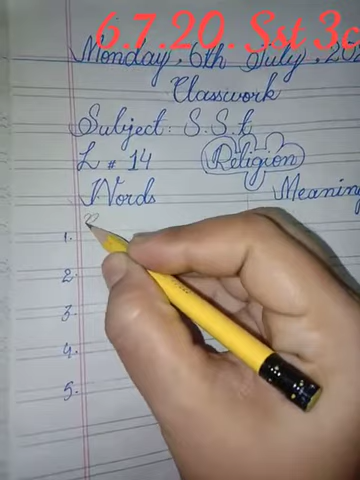 6.7.20. Sst 3c
Monday, 6th July, 202
Classwork
Subject: S.S.t
L # 14 Religion
Words Meaning
1.
2.
3.
4.
5.